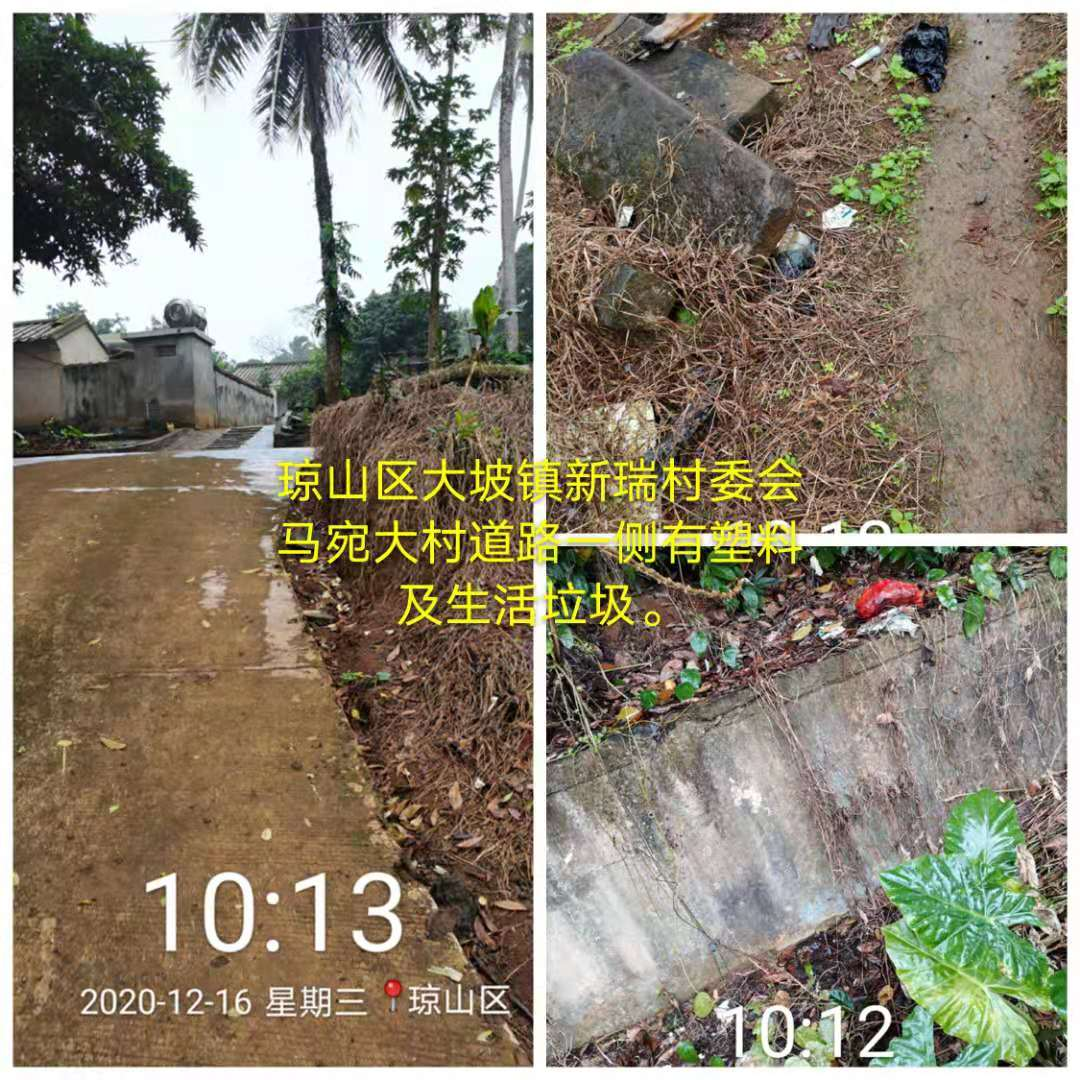 琼山区大坡镇新瑞村委会
马宛大村道路一侧有塑料
及生活垃圾。
10:13
2020-12-16 星期三 琼山区
10:12